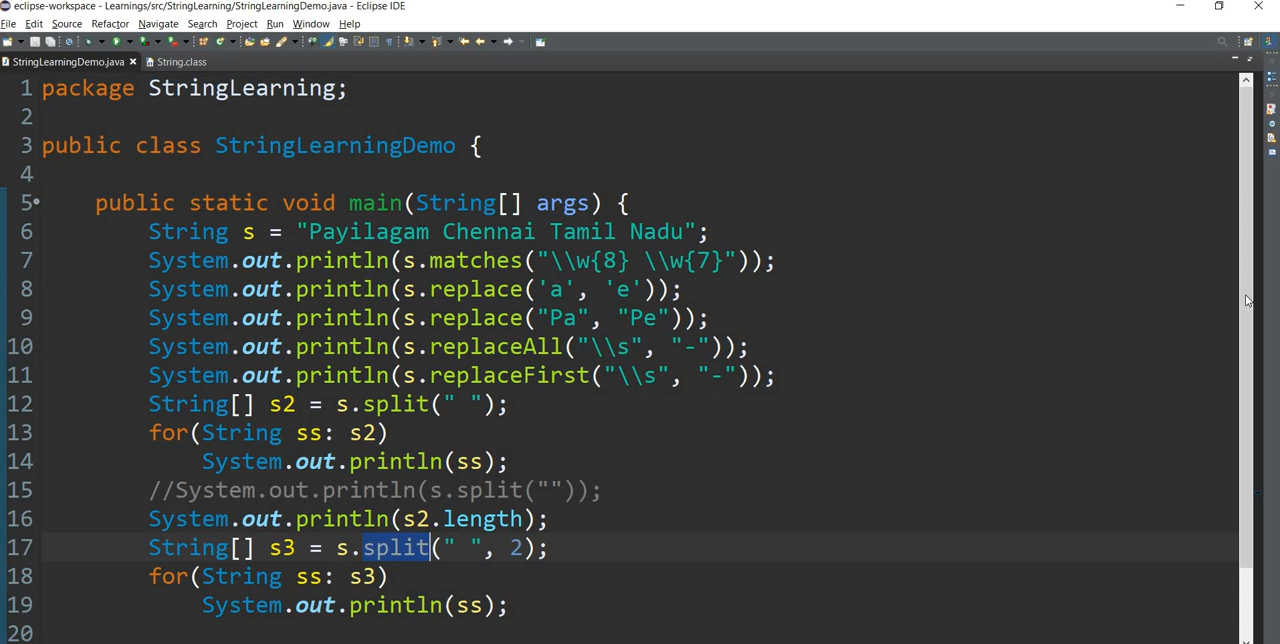 eclipse-workspace - Learnings/src/StringLearning/StringLearningDemo.java - Eclipse IDE
File Edit Source Refactor Navigate Search Project Run Window Help
StringLearningDemo.java String.class
1 package StringLearning;
2
3 public class StringLearningDemo {
4
5 public static void main(String[] args) {
6 String s = "Payilagam Chennai Tamil Nadu";
7 System.out.println(s.matches("\\w{8} \\w{7}"));
8 System.out.println(s.replace('a', 'e'));
9 System.out.println(s.replace("Pa", "Pe"));
10 System.out.println(s.replaceAll("\\s", "-"));
11 System.out.println(s.replaceFirst("\\s", "-"));
12 String[] s2 = s.split(" ");
13 for(String ss: s2)
14 System.out.println(ss);
15 //System.out.println(s.split(""));
16 System.out.println(s2.length);
17 String[] s3 = s.split(" ", 2);
18 for(String ss: s3)
19 System.out.println(ss);
20